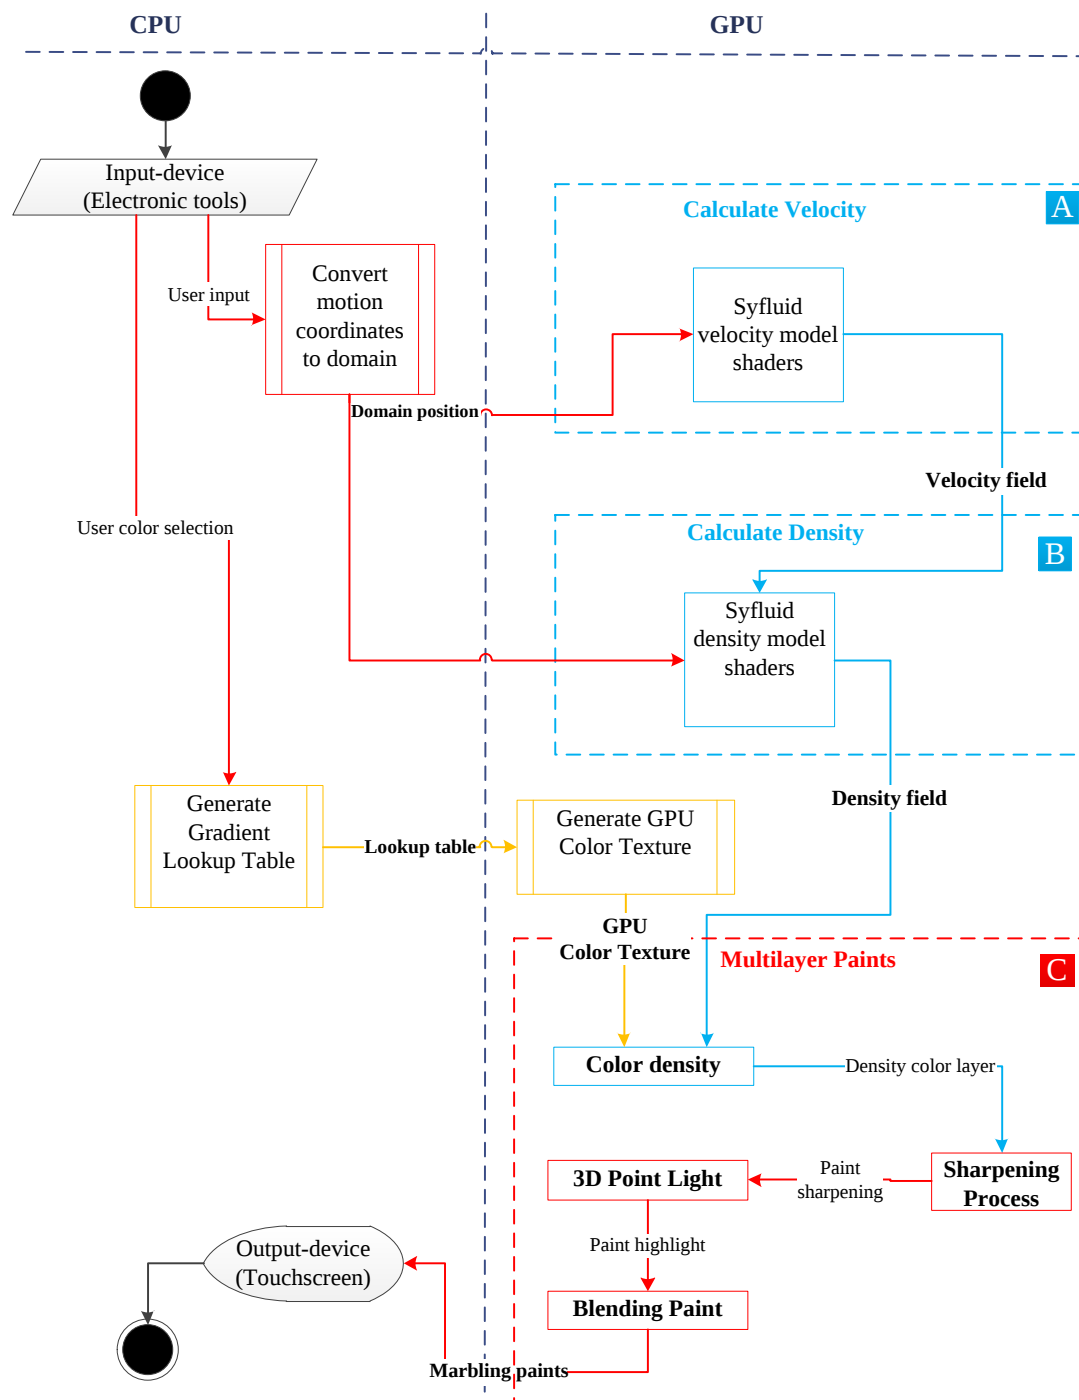 CPU
GPU
Input-device
(Electronic tools)
Calculate Velocity
A
User input
Convert
motion
coordinates
to domain
Syfluid
velocity model
shaders
Domain position
Velocity field
User color selection
Calculate Density
B
Syfluid
density model
shaders
Generate
Gradient
Lookup Table
Lookup table
Generate GPU
Color Texture
Density field
GPU
Color Texture
Multilayer Paints
C
Color density
Density color layer
Sharpening
Process
Paint
sharpening
3D Point Light
Paint highlight
Output-device
(Touchscreen)
Blending Paint
Marbling paints